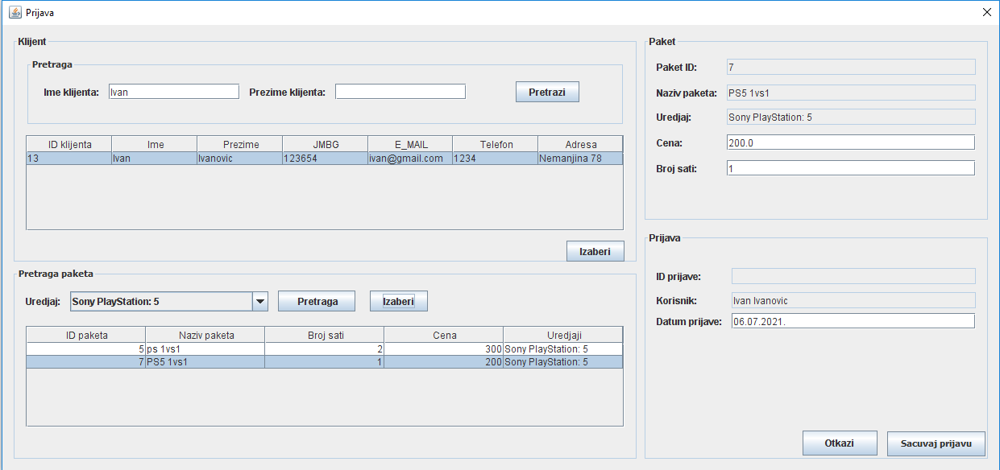 Prijava
Klijent
Pretraga
Ime klijenta: Ivan Prezime klijenta: Pretrazi
ID klijenta Ime Prezime JMBG E_MAIL Telefon Adresa
13 Ivan Ivanovic 123654 ivan@gmail.com 1234 Nemanjina 78
Izaberi
Pretraga paketa
Uredjaj: Sony PlayStation: 5 Pretraga Izaberi
ID paketa Naziv paketa Broj sati Cena Uredjaji
5 ps 1vs1 2 300 Sony PlayStation: 5
7 PS5 1vs1 1 200 Sony PlayStation: 5
Paket
Paket ID: 7
Naziv paketa: PS5 1vs1
Uredjaj: Sony PlayStation: 5
Cena: 200.0
Broj sati: 1
Prijava
ID prijave:
Korisnik: Ivan Ivanovic
Datum prijave: 06.07.2021.
Otkazi Sacuvaj prijavu